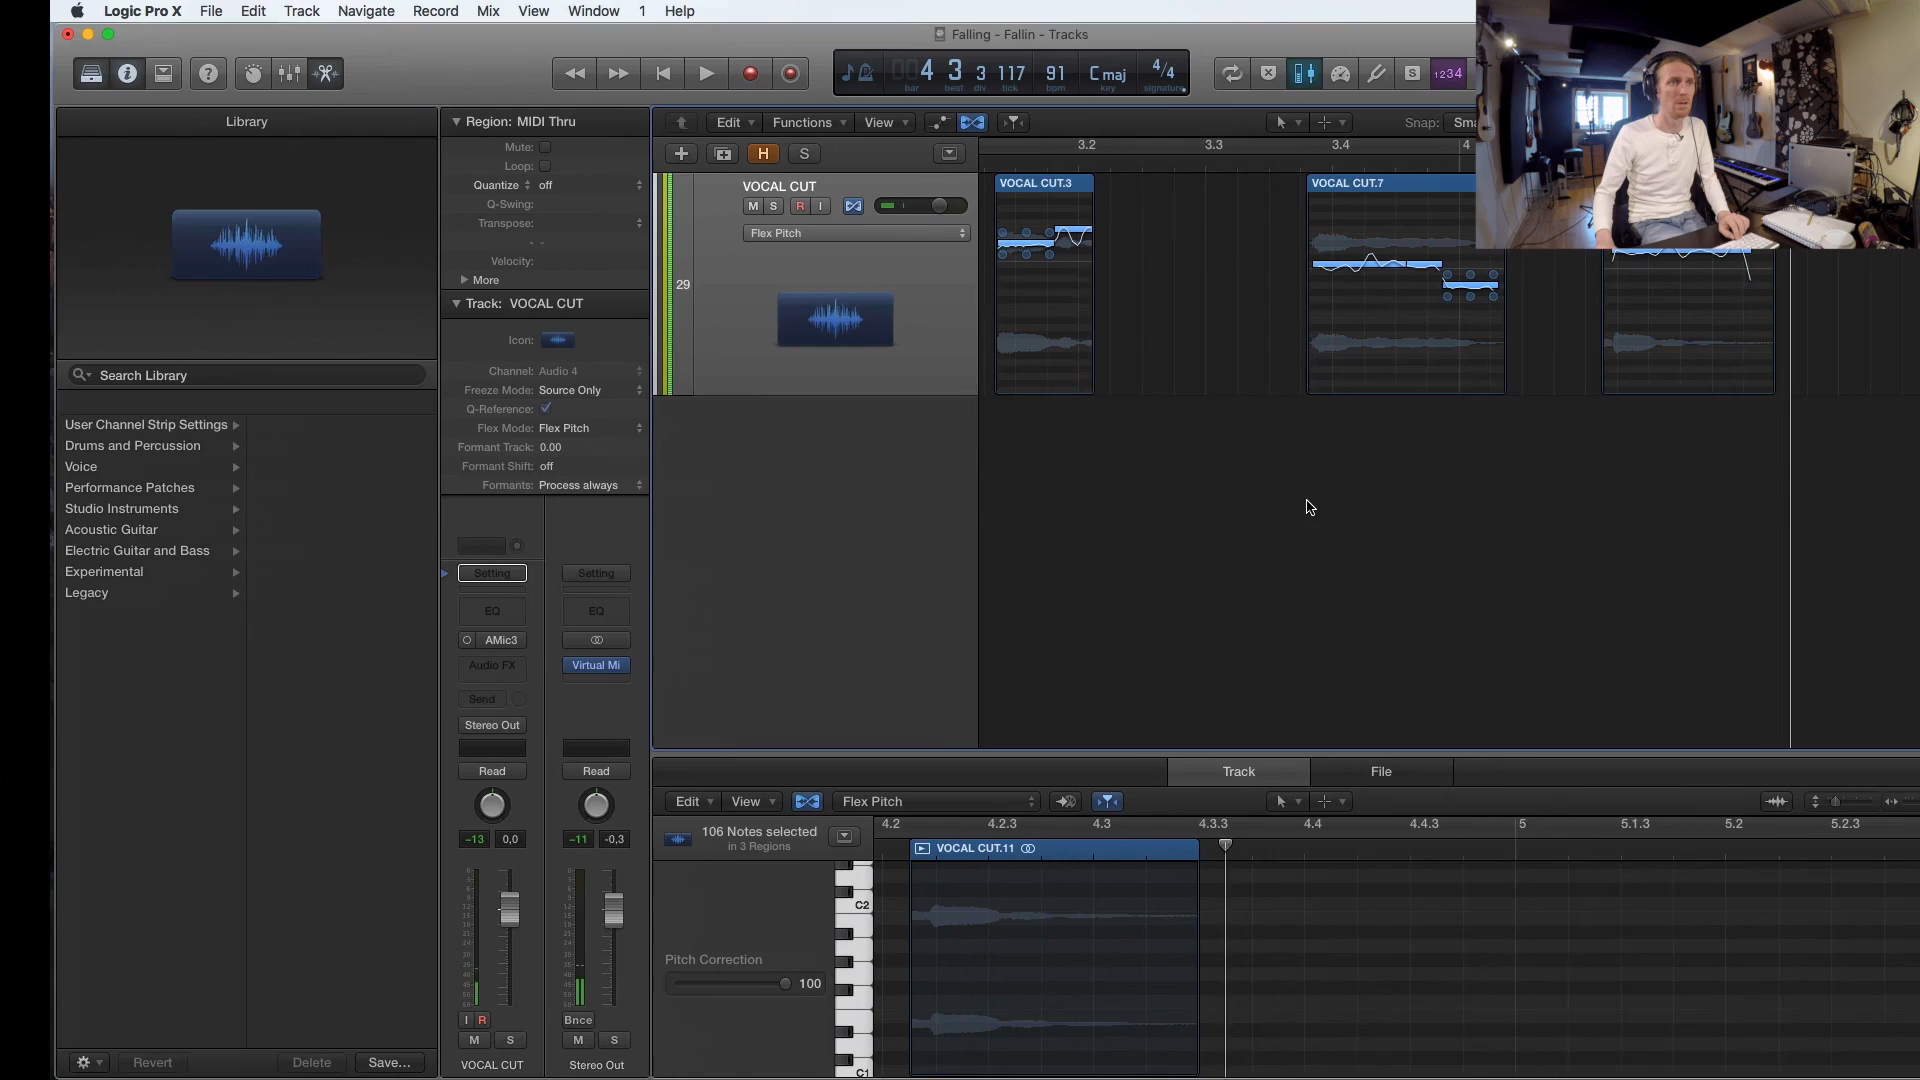 Logic Pro X File Edit Track Navigate Record Mix View Window 1 Help
Falling - Fallin - Tracks
4 3 3 117 91 C maj 4/4
bar beat div tick bpm key signature
S 1234
Library
Region: MIDI Thru
Edit Functions View Snap: Sma
Mute:
Loop:
Quantize off
Q-Swing:
Transpose:
Velocity:
More
H S
3.2 3.3 3.4 4
VOCAL CUT
M S R I
Flex Pitch
29
VOCAL CUT.3
VOCAL CUT.7
Track: VOCAL CUT
Icon:
Channel: Audio 4
Freeze Mode: Source Only
Q-Reference:
Flex Mode: Flex Pitch
Formant Track: 0.00
Formant Shift: off
Formants: Process always
Search Library
User Channel Strip Settings
Drums and Percussion
Voice
Performance Patches
Studio Instruments
Acoustic Guitar
Electric Guitar and Bass
Experimental
Legacy
Setting Setting
EQ EQ
AMic3
Audio FX Virtual Mi
Send
Stereo Out
Read Read
-13 0,0 -11 -0,3
I R Bnce
M S M S
VOCAL CUT Stereo Out
Revert Delete Save...
Track File
Edit View Flex Pitch
106 Notes selected
in 3 Regions
4.2 4.2.3 4.3 4.3.3 4.4 4.4.3 5 5.1.3 5.2 5.2.3
VOCAL CUT.11
C2
Pitch Correction
100
C1